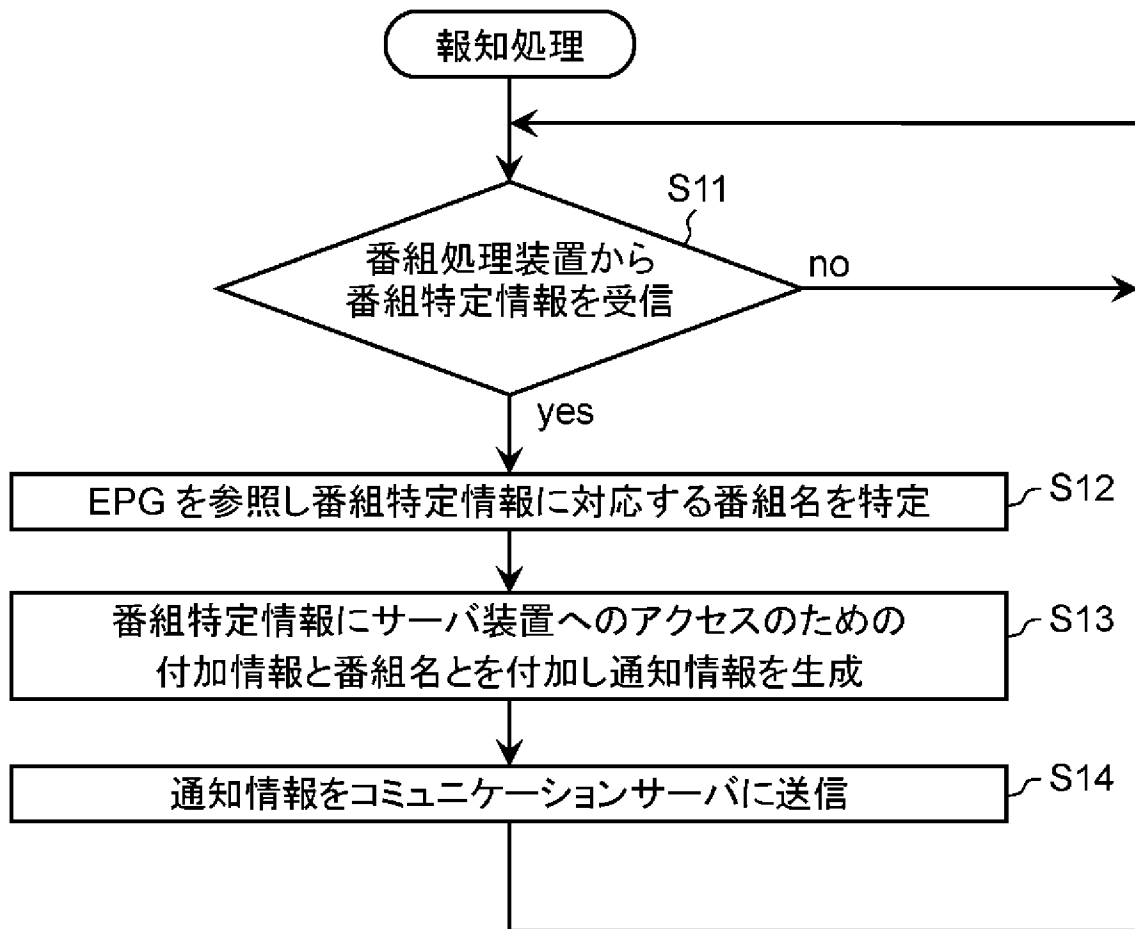 報知処理
S11
番組処理装置から
番組特定情報を受信
no
yes
EPG を参照し番組特定情報に対応する番組名を特定
S12
番組特定情報にサーバ装置へのアクセスのための
付加情報と番組名とを付加し通知情報を生成
S13
通知情報をコミュニケーションサーバに送信
S14